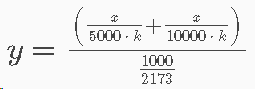 y = ((x/(5000 · k) + x/(10000 · k)) / (1000/2173))